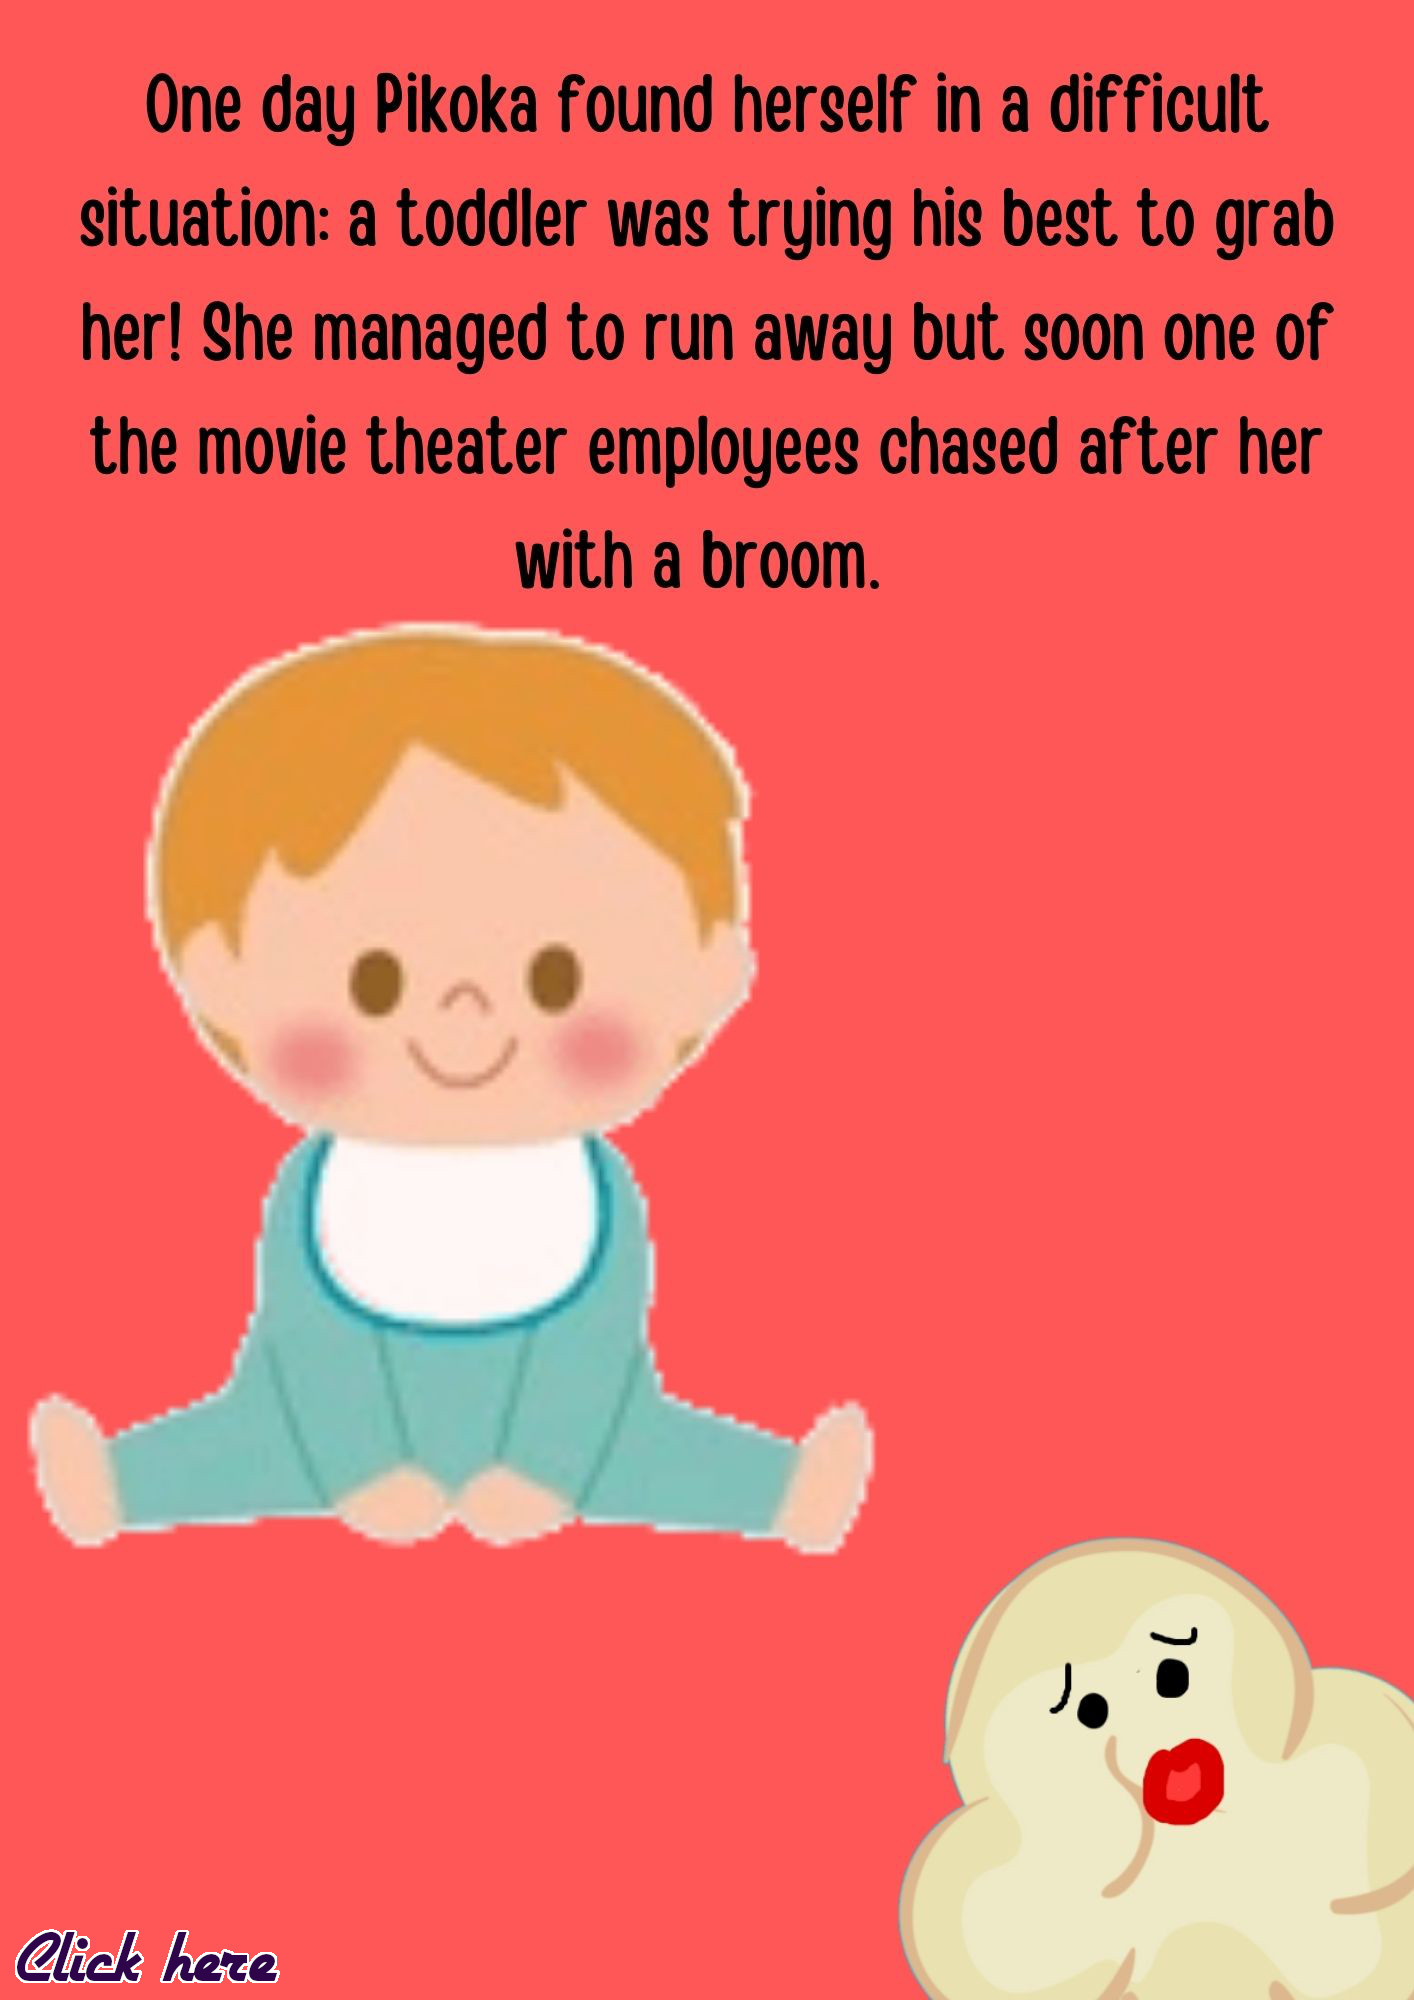 One day Pikoka found herself in a difficult
situation: a toddler was trying his best to grab
her! She managed to run away but soon one of
the movie theater employees chased after her
with a broom.
Click here